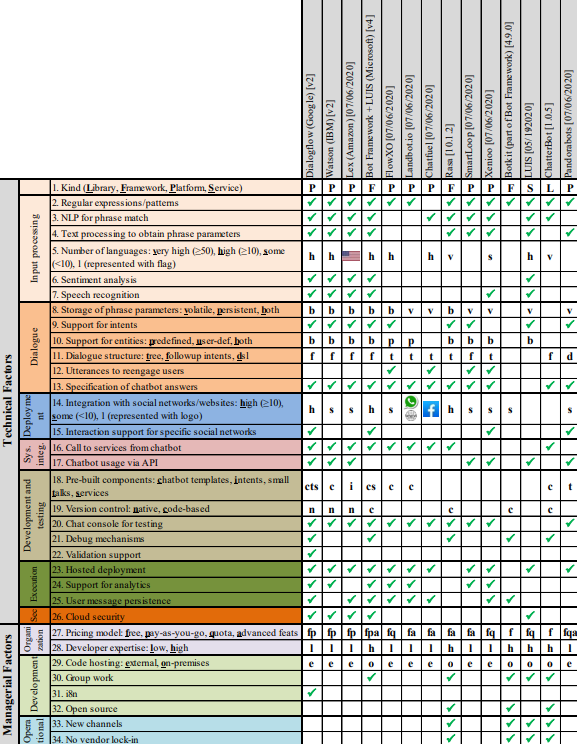 Dialogflow (Google) [v2]
Watson (IBM) [v2]
Lex (Amazon) [07/06/2020]
Bot Framework + LUIS (Microsoft) [v4]
FlowXO [07/06/2020]
Landbot.io [07/06/2020]
Chatfuel [07/06/2020]
Rasa [10.1.2]
SmartLoop [07/06/2020]
Xenioo [07/06/2020]
Botkit (part of Bot Framework) [4.9.0]
LUIS [05/192020]
ChatterBot [1.0.5]
Pandorabots [07/06/2020]
Technical Factors
1. Kind (Library, Framework, Platform, Service) P P P F P P P F P P F S L P
Input processing
2. Regular expressions/patterns
3. NLP for phrase match
4. Text processing to obtain phrase parameters
5. Number of languages: very high (≥50), high (≥10), some
(<10), 1 (represented with flag) h h h h h v s h v
6. Sentiment analysis
7. Speech recognition
Dialogue
8. Storage of phrase parameters: volatile, persistent, both b b b b b v v b v b v v
9. Support for intents
10. Support for entities: predefined, user-def, both b b b b p p b b b b
11. Dialogue structure: tree, followup intents, dsl f f f f t t t t f t f d
12. Utterances to reengage users
13. Specification of chatbot answers
Deployme
nt
14. Integration with social networks/websites: high (≥10),
some (<10), 1 (represented with logo) h s s h s h s s s s
15. Interaction support for specific social networks
Sys.
integ.
16. Call to services from chatbot
17. Chatbot usage via API
Development and
testing
18. Pre-built components: chatbot templates, intents, small
talks, services cts c i cs c c c t
19. Version control: native, code-based n n n c c c c
20. Chat console for testing
21. Debug mechanisms
22. Validation support
Execution
23. Hosted deployment
24. Support for analytics
25. User message persistence
Sec
26. Cloud security
Managerial Factors
Organi
zation
27. Pricing model: free, pay-as-you-go, quota, advanced feats fp fp fp fpa fq fa fa fa fa fq f fq f fqa
28. Developer expertise: low, high l l l h l l l h l l h h h l
Development
29. Code hosting: external, on-premises e e e o e e e o e e o o o e
30. Group work
31. i8n
32. Open source
Opera
tional
33. New channels
34. No vendor lock-in